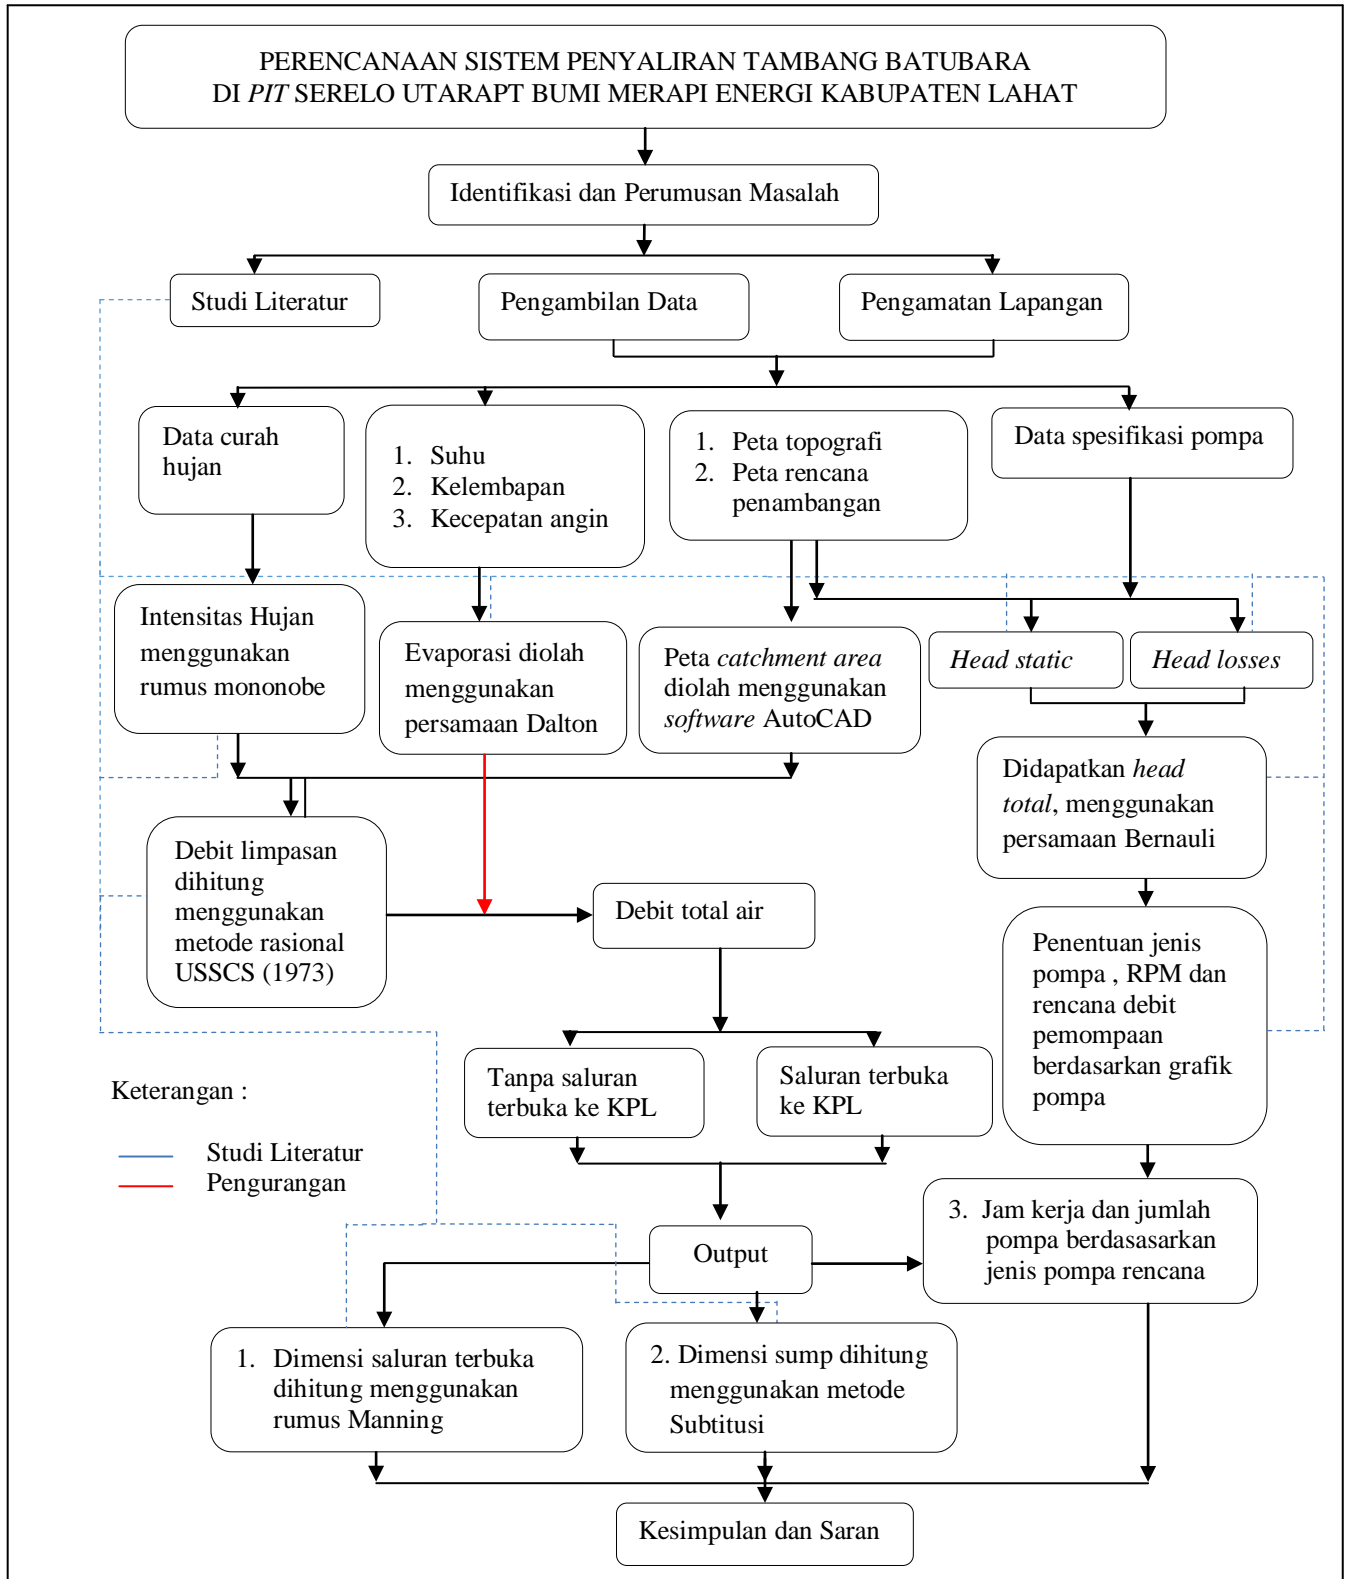 PERENCANAAN SISTEM PENYALIRAN TAMBANG BATUBARA
DI PIT SERELO UTARAPT BUMI MERAPI ENERGI KABUPATEN LAHAT
Identifikasi dan Perumusan Masalah
Studi Literatur
Pengambilan Data
Pengamatan Lapangan
Data curah
hujan
1. Suhu
2. Kelembapan
3. Kecepatan angin
1. Peta topografi
2. Peta rencana
penambangan
Data spesifikasi pompa
Intensitas Hujan
menggunakan
rumus mononobe
Evaporasi diolah
menggunakan
persamaan Dalton
Peta catchment area
diolah menggunakan
software AutoCAD
Head static
Head losses
Didapatkan head
total, menggunakan
persamaan Bernauli
Debit limpasan
dihitung
menggunakan
metode rasional
USSCS (1973)
Debit total air
Penentuan jenis
pompa , RPM dan
rencana debit
pemompaan
berdasarkan grafik
pompa
Tanpa saluran
terbuka ke KPL
Saluran terbuka
ke KPL
Keterangan :
Studi Literatur
Pengurangan
Output
3. Jam kerja dan jumlah
pompa berdasasarkan
jenis pompa rencana
1. Dimensi saluran terbuka
dihitung menggunakan
rumus Manning
2. Dimensi sump dihitung
menggunakan metode
Subtitusi
Kesimpulan dan Saran